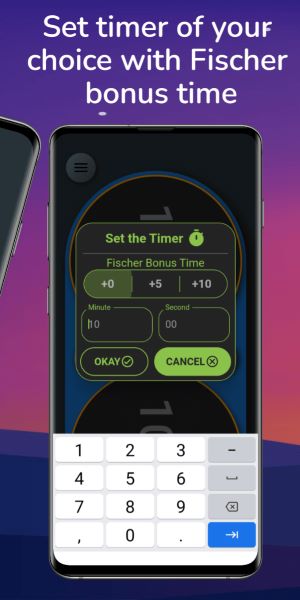 Set timer of your
choice with Fischer
bonus time
Set the Timer
Fischer Bonus Time
+0 +5 +10
Minute Second
10 00
OKAY CANCEL
1 2 3 -
4 5 6
7 8 9
, 0 .